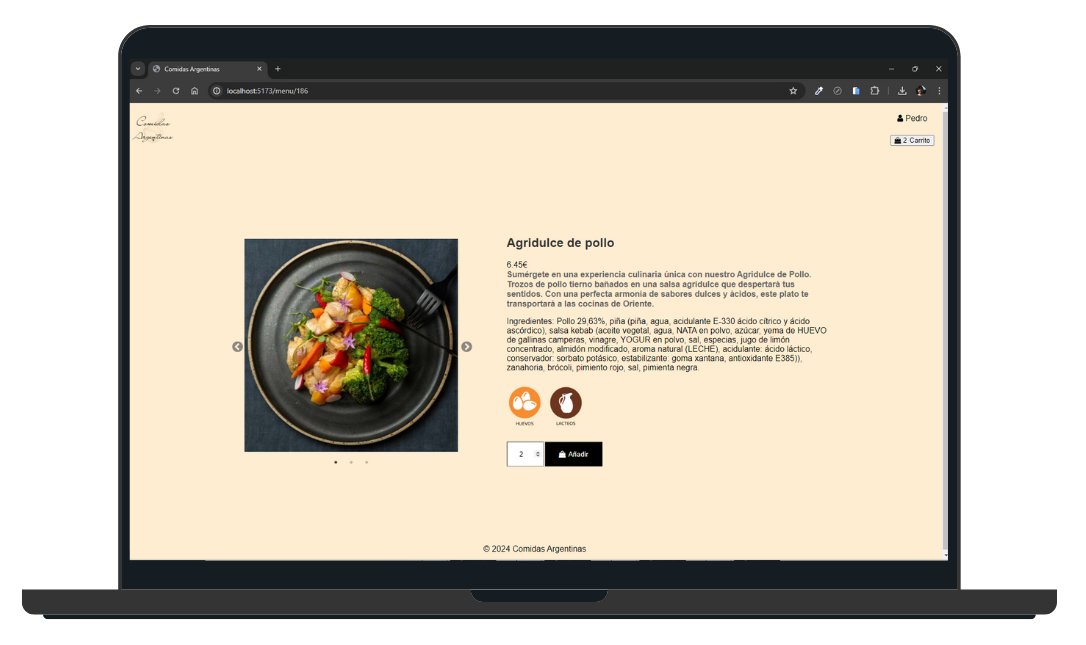 Comidas Argentinas
localhost:5173/menu/186
Comidas
Argentinas
Pedro
2 Carrito
Agridulce de pollo
6.45€
Sumérgete en una experiencia culinaria única con nuestro Agridulce de Pollo.
Trozos de pollo tierno bañados en una salsa agridulce que despertará tus
sentidos. Con una perfecta armonía de sabores dulces y ácidos, este plato te
transportará a las cocinas de Oriente.
Ingredientes: Pollo 29,63%, piña (piña, agua, acidulante E-330 ácido cítrico y ácido
ascórdico), salsa kebab (aceite vegetal, agua, NATA en polvo, azúcar, yema de HUEVO
de gallinas camperas, vinagre, YOGUR en polvo, sal, especias, jugo de limón
concentrado, almidón modificado, aroma natural (LECHE), acidulante: ácido láctico,
conservador: sorbato potásico, estabilizante: goma xantana, antioxidante E385)),
zanahoria, brócoli, pimiento rojo, sal, pimienta negra.
HUEVOS
LÁCTEOS
2
Añadir
© 2024 Comidas Argentinas